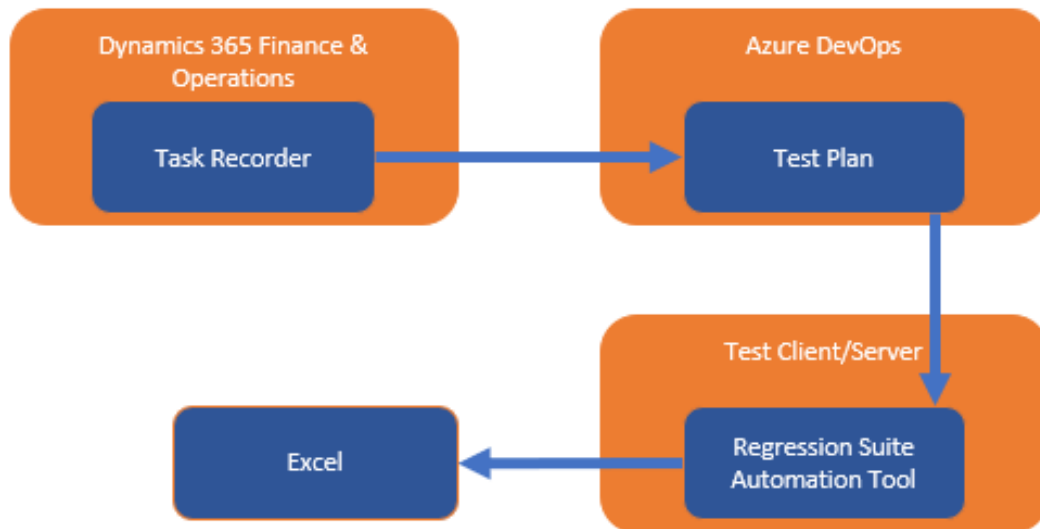 Dynamics 365 Finance &
Operations
Task Recorder
Azure DevOps
Test Plan
Test Client/Server
Regression Suite
Automation Tool
Excel